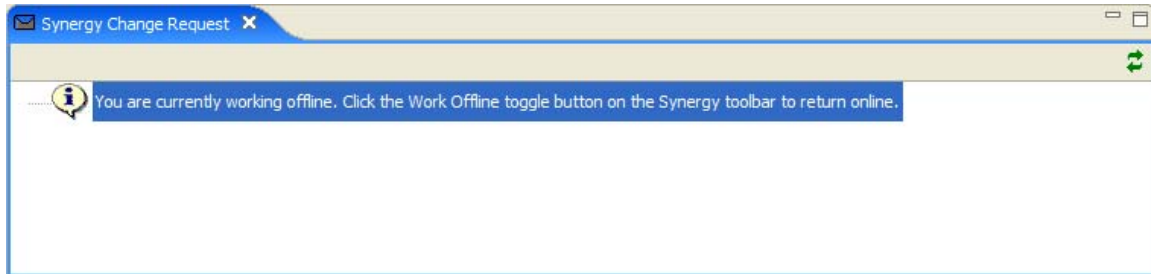 Synergy Change Request
You are currently working offline. Click the Work Offline toggle button on the Synergy toolbar to return online.